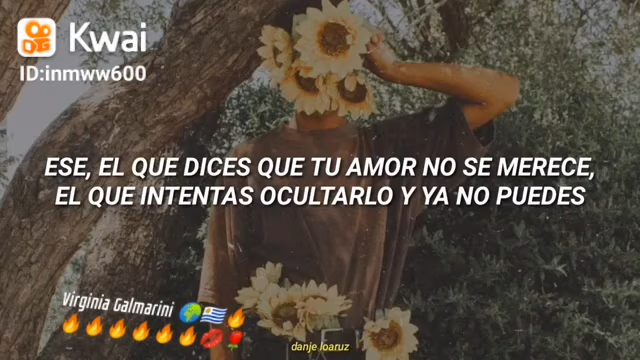 Kwai
ID:inmww600
ESE, EL QUE DICES QUE TU AMOR NO SE MERECE,
EL QUE INTENTAS OCULTARLO Y YA NO PUEDES
Virginia Galmarini 🌍🇺🇾🔥
🔥🔥🔥🔥🔥🔥💋🌹
danje loaruz